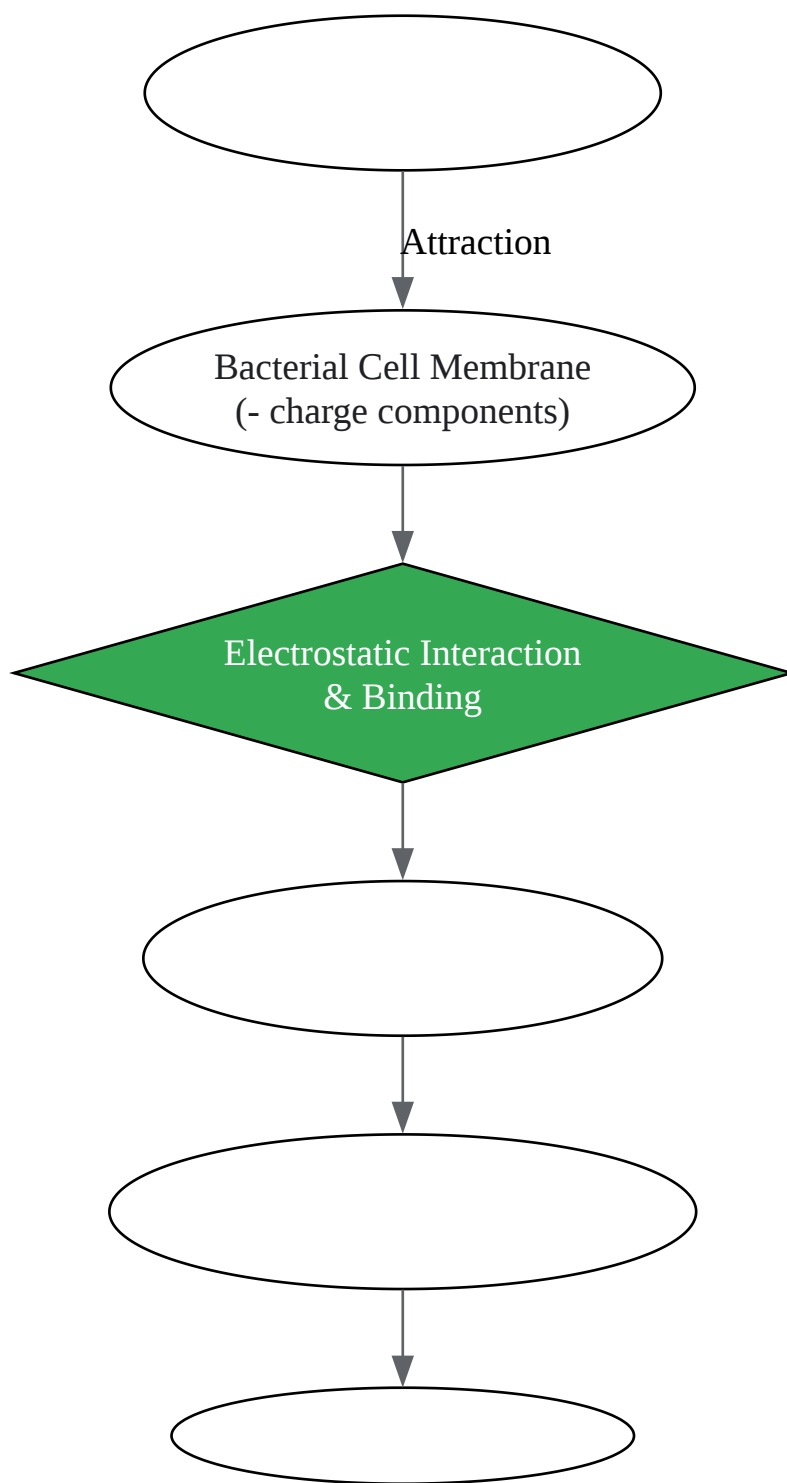 Attraction
Bacterial Cell Membrane
(- charge components)
Electrostatic Interaction
& Binding